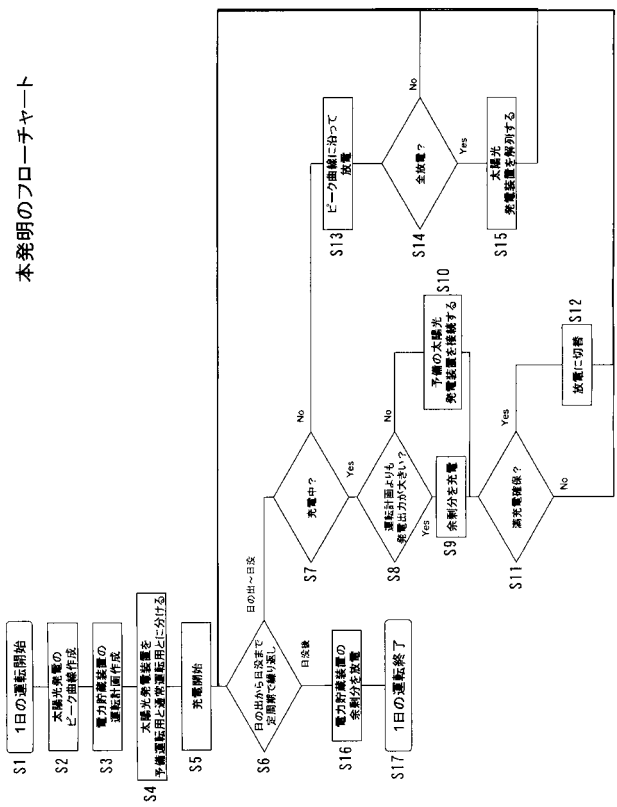 本発明のフローチャート
S1
1日の運転開始
S2
太陽光発電の
ピーク曲線作成
S3
電力貯蔵装置の
運転計画作成
S4
太陽光発電装置を
予備運転用と通常運転用とに分ける
S5
充電開始
S6
日の出から日没まで
定周期で繰り返し
日の出~日没
日没後
S16
電力貯蔵装置の
余剰分を放電
S17
1日の運転終了
S7
充電中?
No
Yes
S8
運転計画よりも
発電出力が大きい?
No
Yes
S9
余剰分を充電
S10
予備の太陽光
発電装置を接続する
S11
満充電確保?
Yes
No
S12
放電に切替
S13
ピーク曲線に沿って
放電
S14
全放電?
No
Yes
S15
太陽光
発電装置を解列する